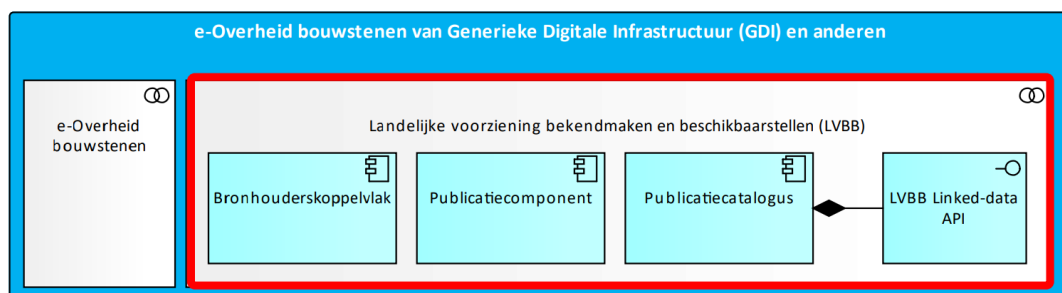 e-Overheid bouwstenen van Generieke Digitale Infrastructuur (GDI) en anderen
e-Overheid
bouwstenen
Landelijke voorziening bekendmaken en beschikbaarstellen (LVBB)
Bronhouderskoppelvlak
Publicatiecomponent
Publicatiecatalogus
LVBB Linked-data
API